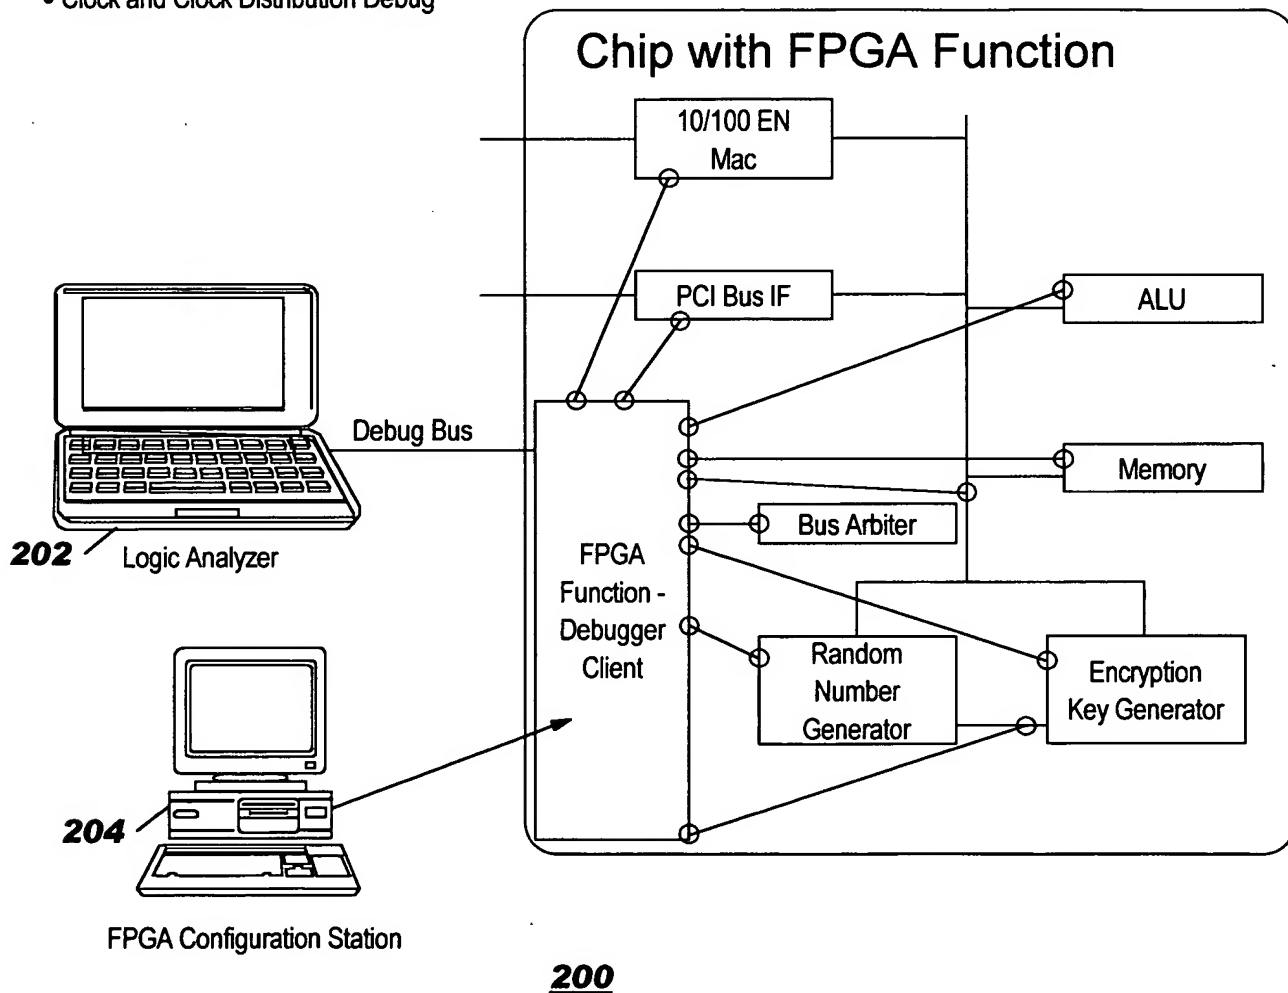 • Clock and Clock Distribution Debug
Chip with FPGA Function
10/100 EN
Mac
PCI Bus IF
ALU
Debug Bus
Memory
Bus Arbiter
202
Logic Analyzer
FPGA
Function -
Debugger
Client
Random
Number
Generator
Encryption
Key Generator
204
FPGA Configuration Station
200